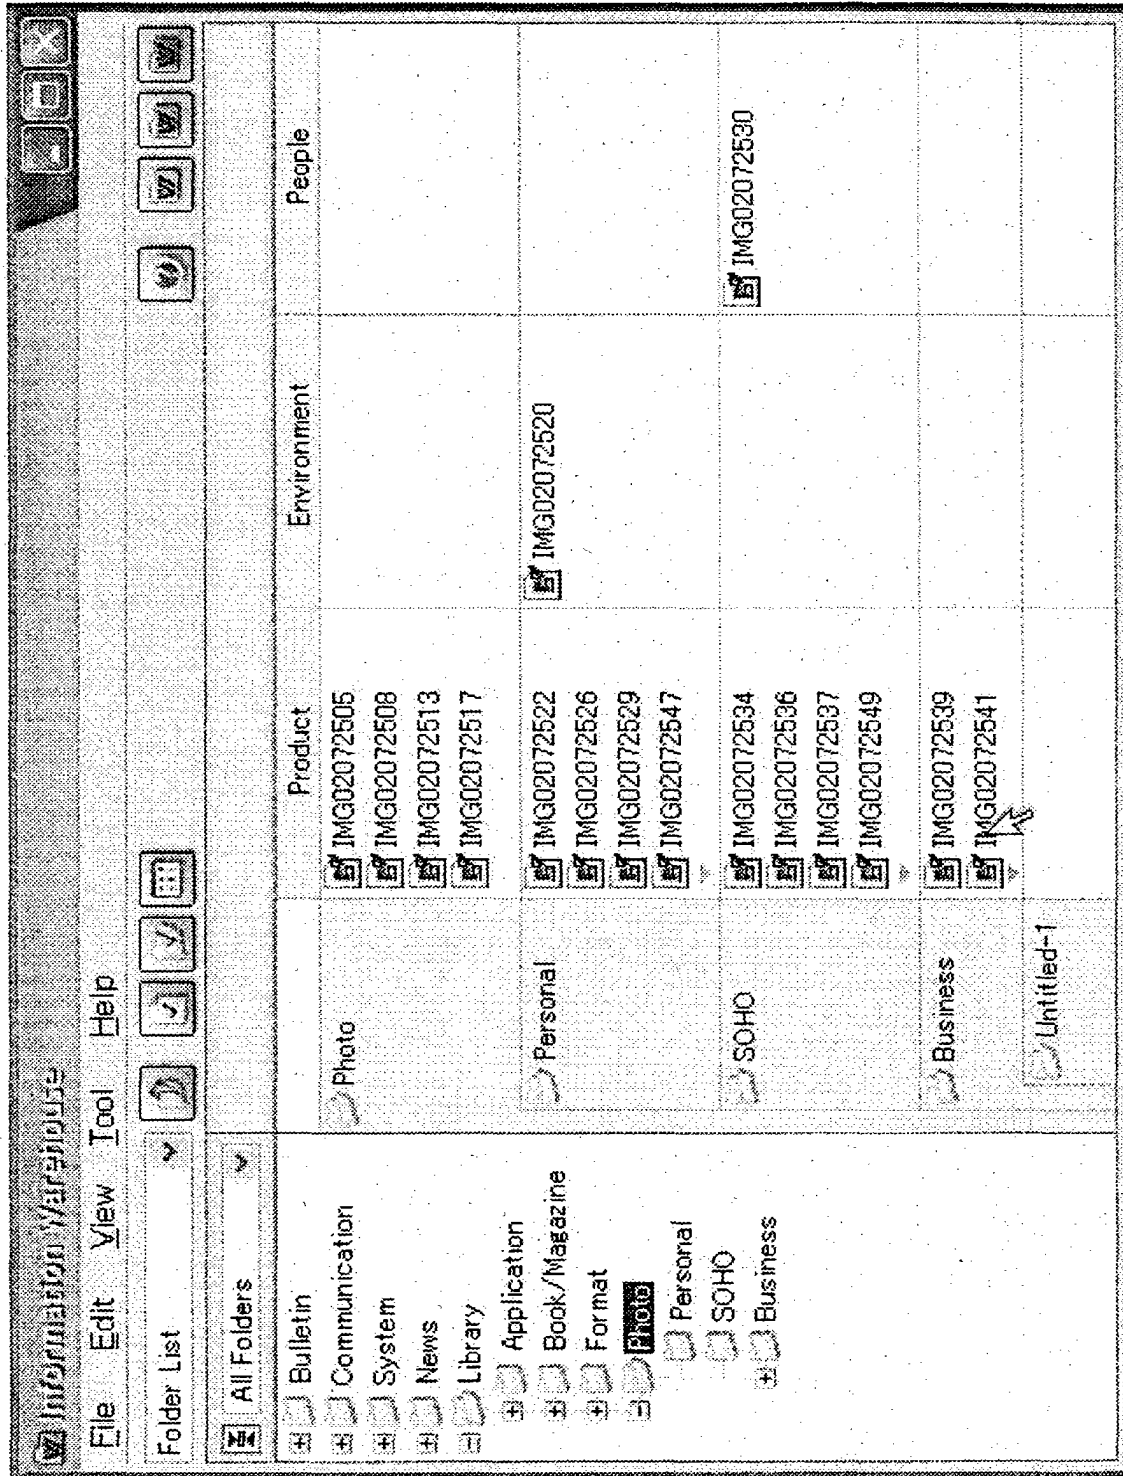 Information Warehouse
File Edit View Tool Help
Folder List
All Folders
Bulletin
Communication
System
News
Library
Application
Book/Magazine
Format
Photo
Personal
SOHO
Business
Product Environment People
Photo
IMG02072505
IMG02072508
IMG02072513
IMG02072517
Personal
IMG02072522 IMG02072520
IMG02072526
IMG02072529
IMG02072547
SOHO
IMG02072534 IMG02072530
IMG02072536
IMG02072537
IMG02072549
Business
IMG02072539
IMG02072541
Untitled-1